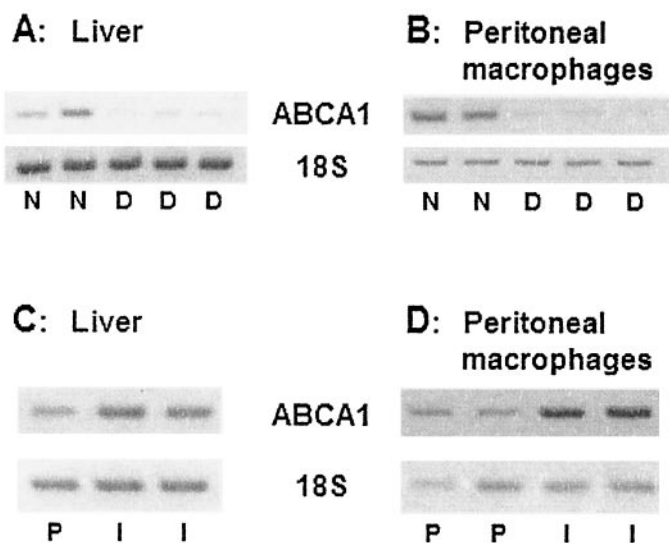 A: Liver
B: Peritoneal
macrophages
ABCA1
18S
N N D D D
N N D D D
C: Liver
D: Peritoneal
macrophages
ABCA1
18S
P I I
P P I I